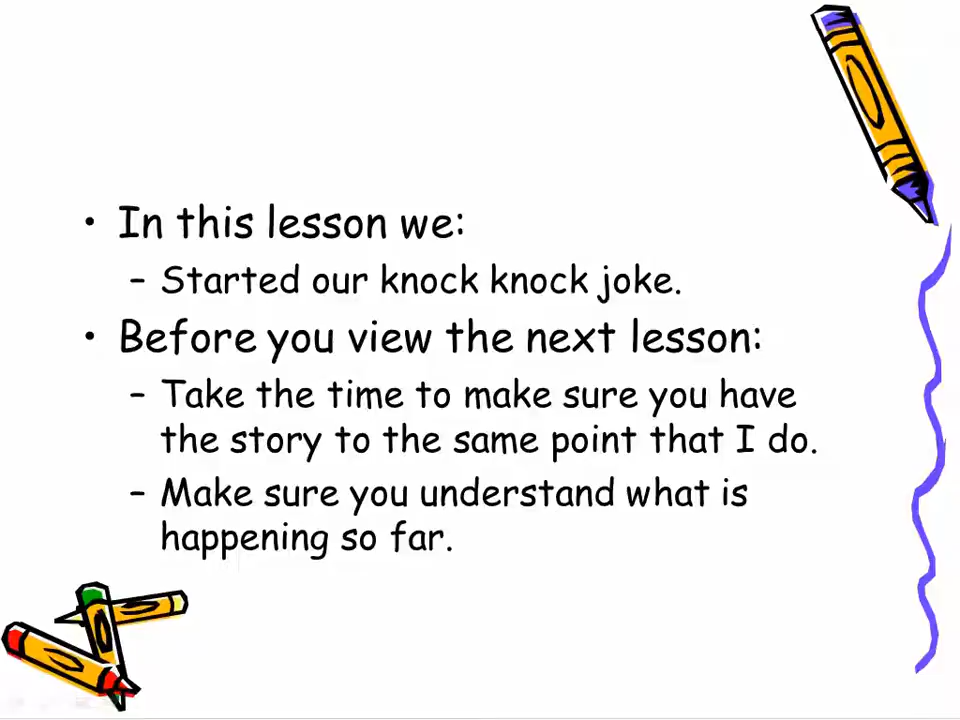 • In this lesson we:
– Started our knock knock joke.
• Before you view the next lesson:
– Take the time to make sure you have
the story to the same point that I do.
– Make sure you understand what is
happening so far.